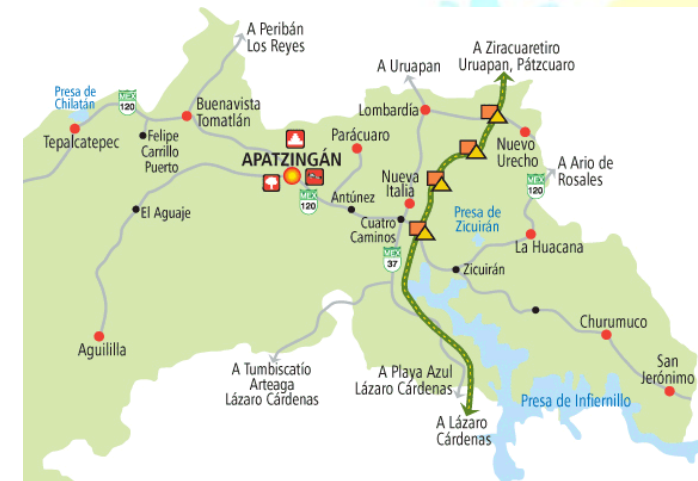 A Peribán
Los Reyes
A Ziracuaretiro
Uruapan, Pátzcuaro
A Uruapan
Presa de
Chilatán
MEX
120
Buenavista
Tomatlán
Lombardía
Tepalcatepec
Felipe
Carrillo
Puerto
Parácuaro
Nuevo
Urecho
APATZINGÁN
A Ario de
Rosales
Nueva
Italia
MEX
120
MEX
120
Antúnez
El Aguaje
Cuatro
Caminos
Presa de
Zicuirán
La Huacana
MEX
37
Zicuirán
Churumuco
Aguililla
San
Jerónimo
A Tumbiscatío
Arteaga
Lázaro Cárdenas
A Playa Azul
Lázaro Cárdenas
Presa de Infiernillo
A Lázaro
Cárdenas